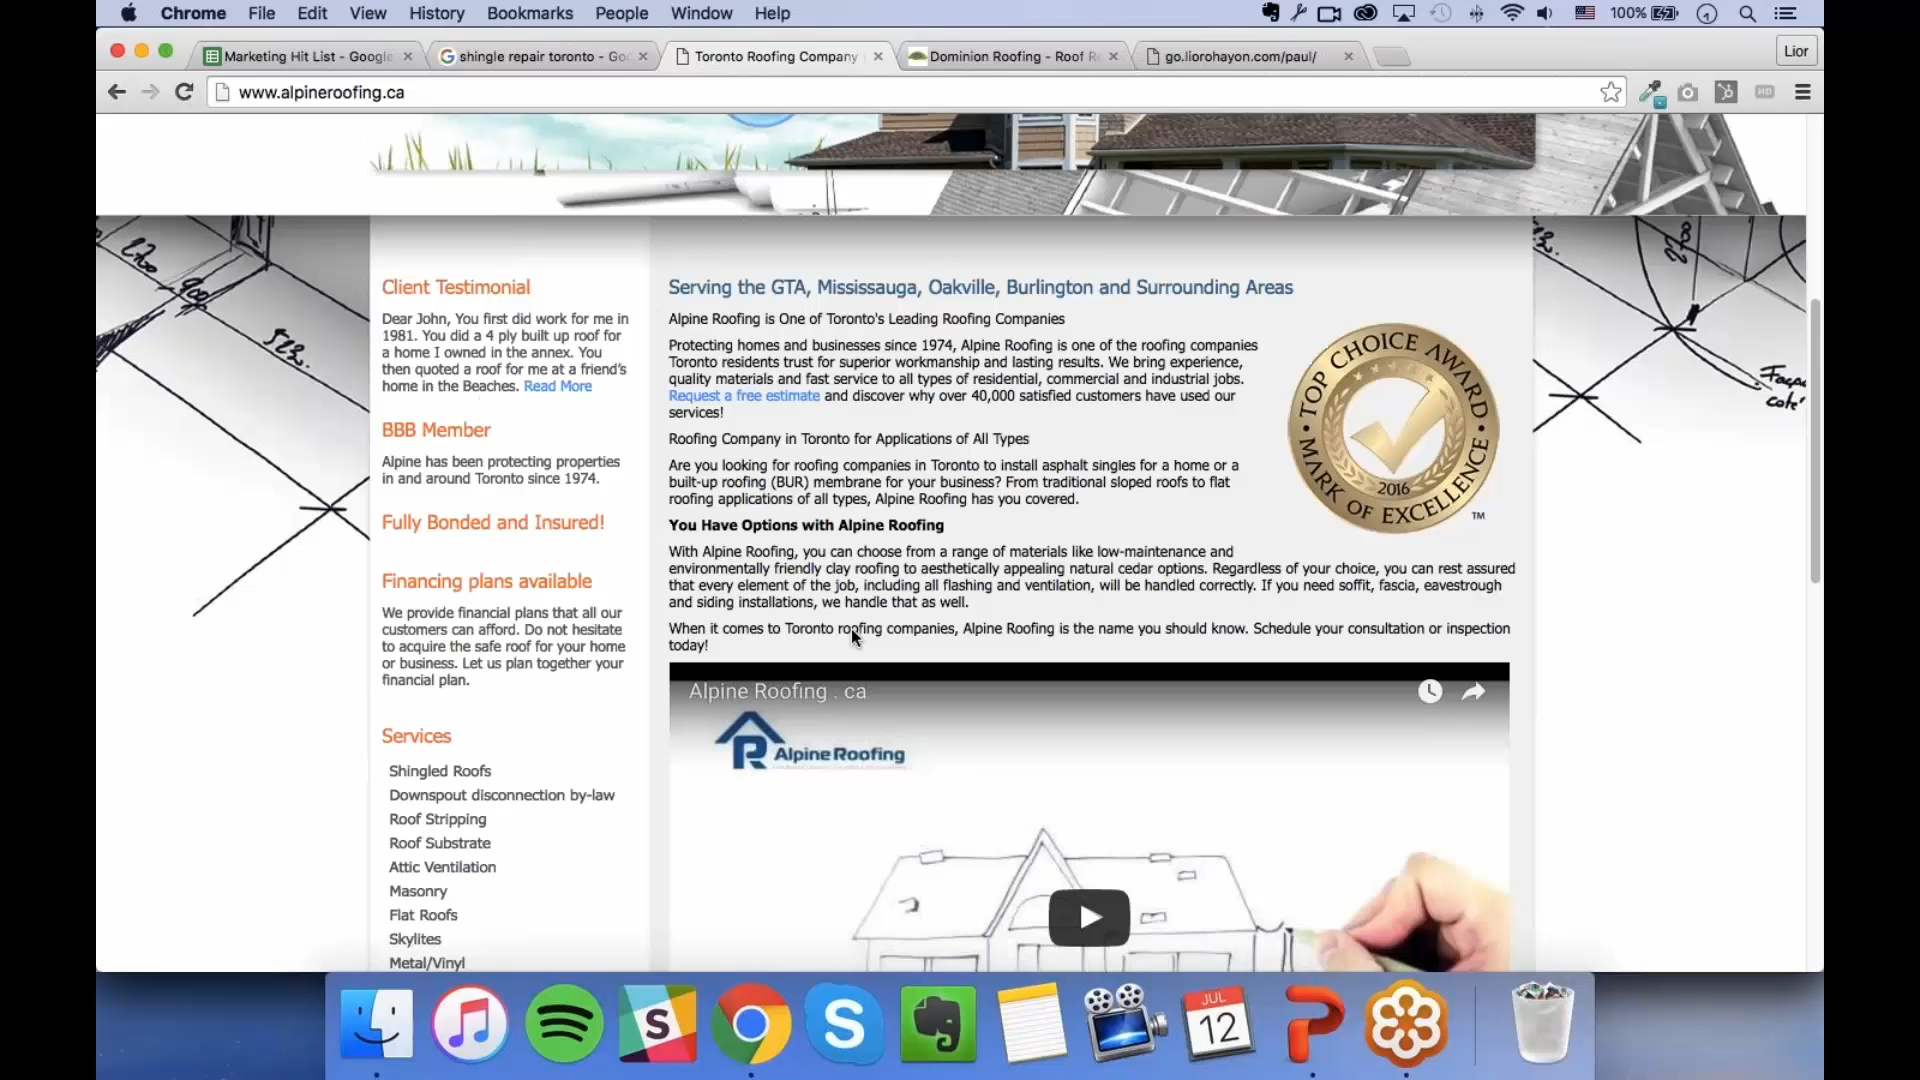 Chrome File Edit View History Bookmarks People Window Help 100%
Marketing Hit List - Google
shingle repair toronto - Go
Toronto Roofing Company
Dominion Roofing - Roof R
go.liorohayon.com/paul/
Lior
www.alpineroofing.ca
HD
2700
900
Client Testimonial
Dear John, You first did work for me in
1981. You did a 4 ply built up roof for
a home I owned in the annex. You
then quoted a roof for me at a friend's
home in the Beaches. Read More
BBB Member
Alpine has been protecting properties
in and around Toronto since 1974.
Fully Bonded and Insured!
Financing plans available
We provide financial plans that all our
customers can afford. Do not hesitate
to acquire the safe roof for your home
or business. Let us plan together your
financial plan.
Services
Shingled Roofs
Downspout disconnection by-law
Roof Stripping
Roof Substrate
Attic Ventilation
Masonry
Flat Roofs
Skylites
Metal/Vinyl
Serving the GTA, Mississauga, Oakville, Burlington and Surrounding Areas
Alpine Roofing is One of Toronto's Leading Roofing Companies
Protecting homes and businesses since 1974, Alpine Roofing is one of the roofing companies
Toronto residents trust for superior workmanship and lasting results. We bring experience,
quality materials and fast service to all types of residential, commercial and industrial jobs.
Request a free estimate and discover why over 40,000 satisfied customers have used our
services!
Roofing Company in Toronto for Applications of All Types
Are you looking for roofing companies in Toronto to install asphalt singles for a home or a
built-up roofing (BUR) membrane for your business? From traditional sloped roofs to flat
roofing applications of all types, Alpine Roofing has you covered.
You Have Options with Alpine Roofing
With Alpine Roofing, you can choose from a range of materials like low-maintenance and
environmentally friendly clay roofing to aesthetically appealing natural cedar options. Regardless of your choice, you can rest assured
that every element of the job, including all flashing and ventilation, will be handled correctly. If you need soffit, fascia, eavestrough
and siding installations, we handle that as well.
When it comes to Toronto roofing companies, Alpine Roofing is the name you should know. Schedule your consultation or inspection
today!
TOP CHOICE AWARD
2016
MARK OF EXCELLENCE
TM
2700
Alpine Roofing . ca
Alpine Roofing
JUL
12